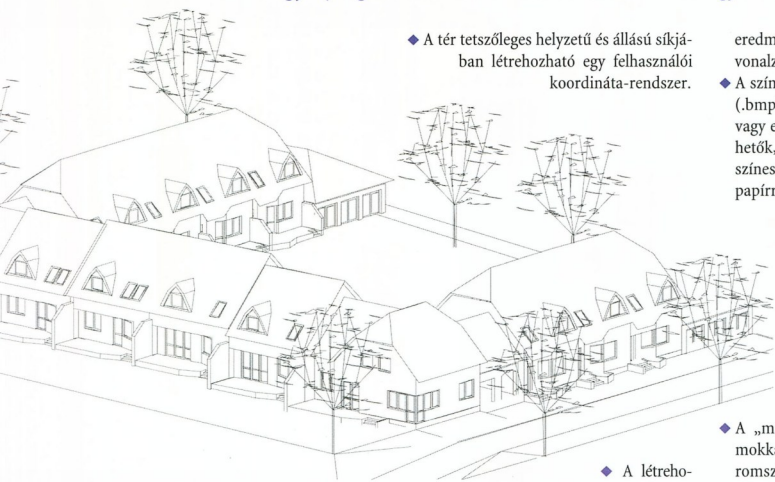 ◆ A tér tetszőleges helyzetű és állású síkjá-
ban létrehozható egy felhasználói
koordináta-rendszer.
eredm
vonalz
◆ A szín
(.bmp
vagy e
hetők,
színes
papírr
◆ A létreho-
◆ A „m
mokka
romsz